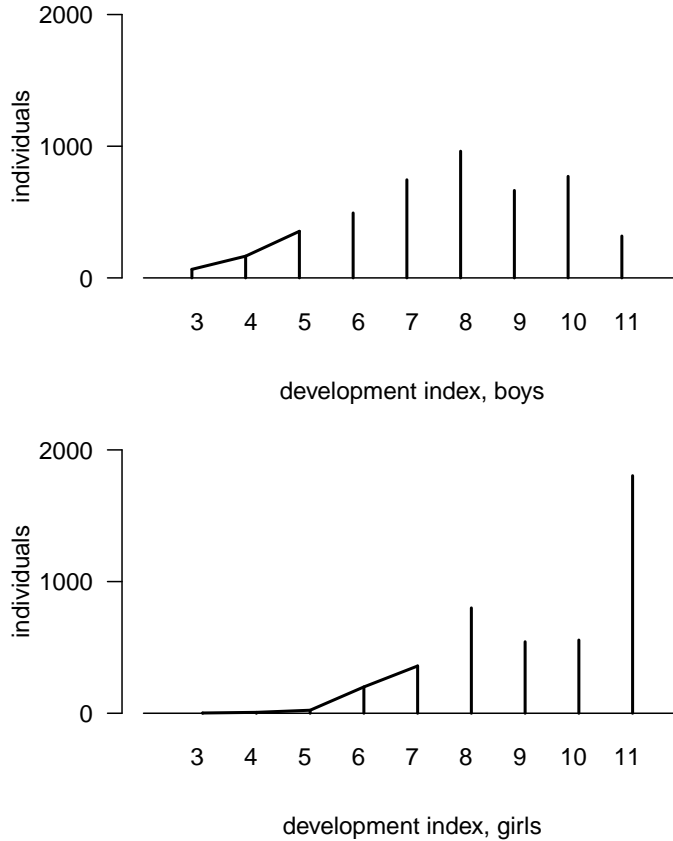 2000
individuals
1000
0
3 4 5 6 7 8 9 10 11
development index, boys
2000
individuals
1000
0
3 4 5 6 7 8 9 10 11
development index, girls